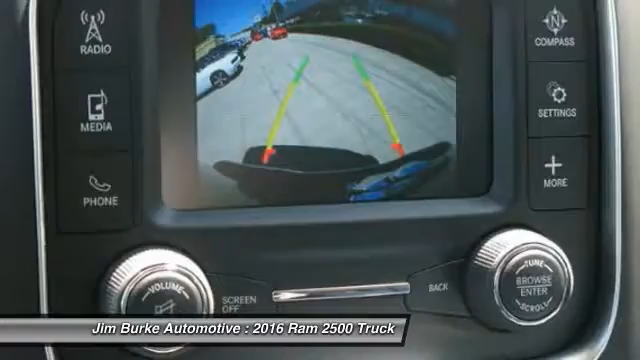 RADIO
COMPASS
MEDIA
SETTINGS
PHONE
MORE
VOLUME
SCREEN
OFF
BACK
TUNE
BROWSE
ENTER
SCROLL
Jim Burke Automotive : 2016 Ram 2500 Truck